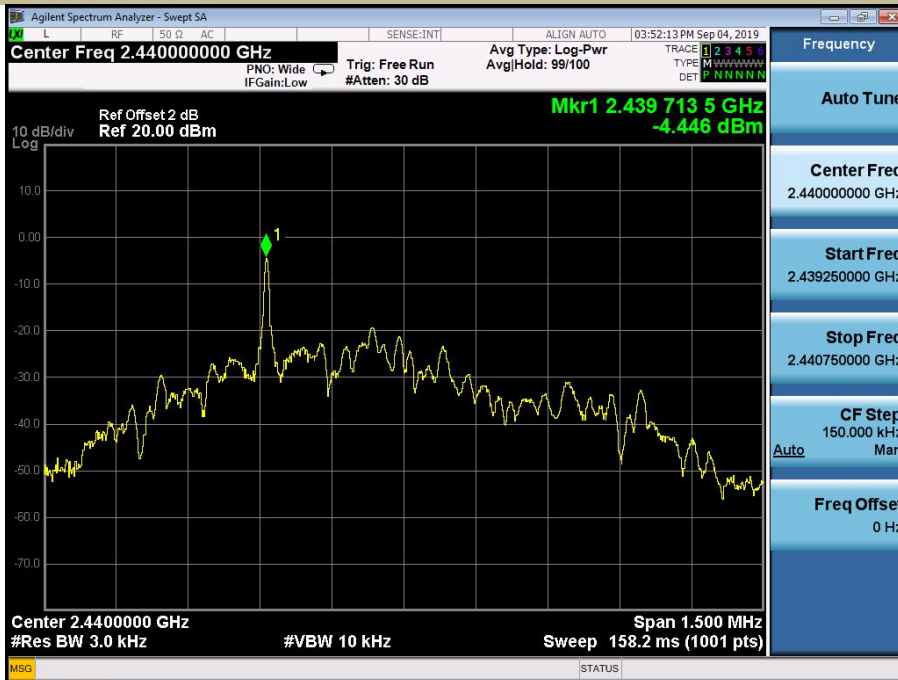 Agilent Spectrum Analyzer - Swept SA
LXI L RF 50 Ω AC SENSE:INT ALIGN AUTO 03:52:13 PM Sep 04, 2019
Center Freq 2.440000000 GHz
PNO: Wide
IFGain:Low
Trig: Free Run
#Atten: 30 dB
Avg Type: Log-Pwr
Avg|Hold: 99/100
TRACE 1 2 3 4 5 6
TYPE M WWWWW
DET P N N N N N
Mkr1 2.439 713 5 GHz
-4.446 dBm
Ref Offset 2 dB
10 dB/div Ref 20.00 dBm
Log
10.0
0.00
-10.0
-20.0
-30.0
-40.0
-50.0
-60.0
-70.0
1
Center 2.4400000 GHz Span 1.500 MHz
#Res BW 3.0 kHz #VBW 10 kHz Sweep 158.2 ms (1001 pts)
MSG STATUS
Frequency
Auto Tune
Center Freq
2.440000000 GHz
Start Freq
2.439250000 GHz
Stop Freq
2.440750000 GHz
CF Step
150.000 kHz
Auto Man
Freq Offset
0 Hz